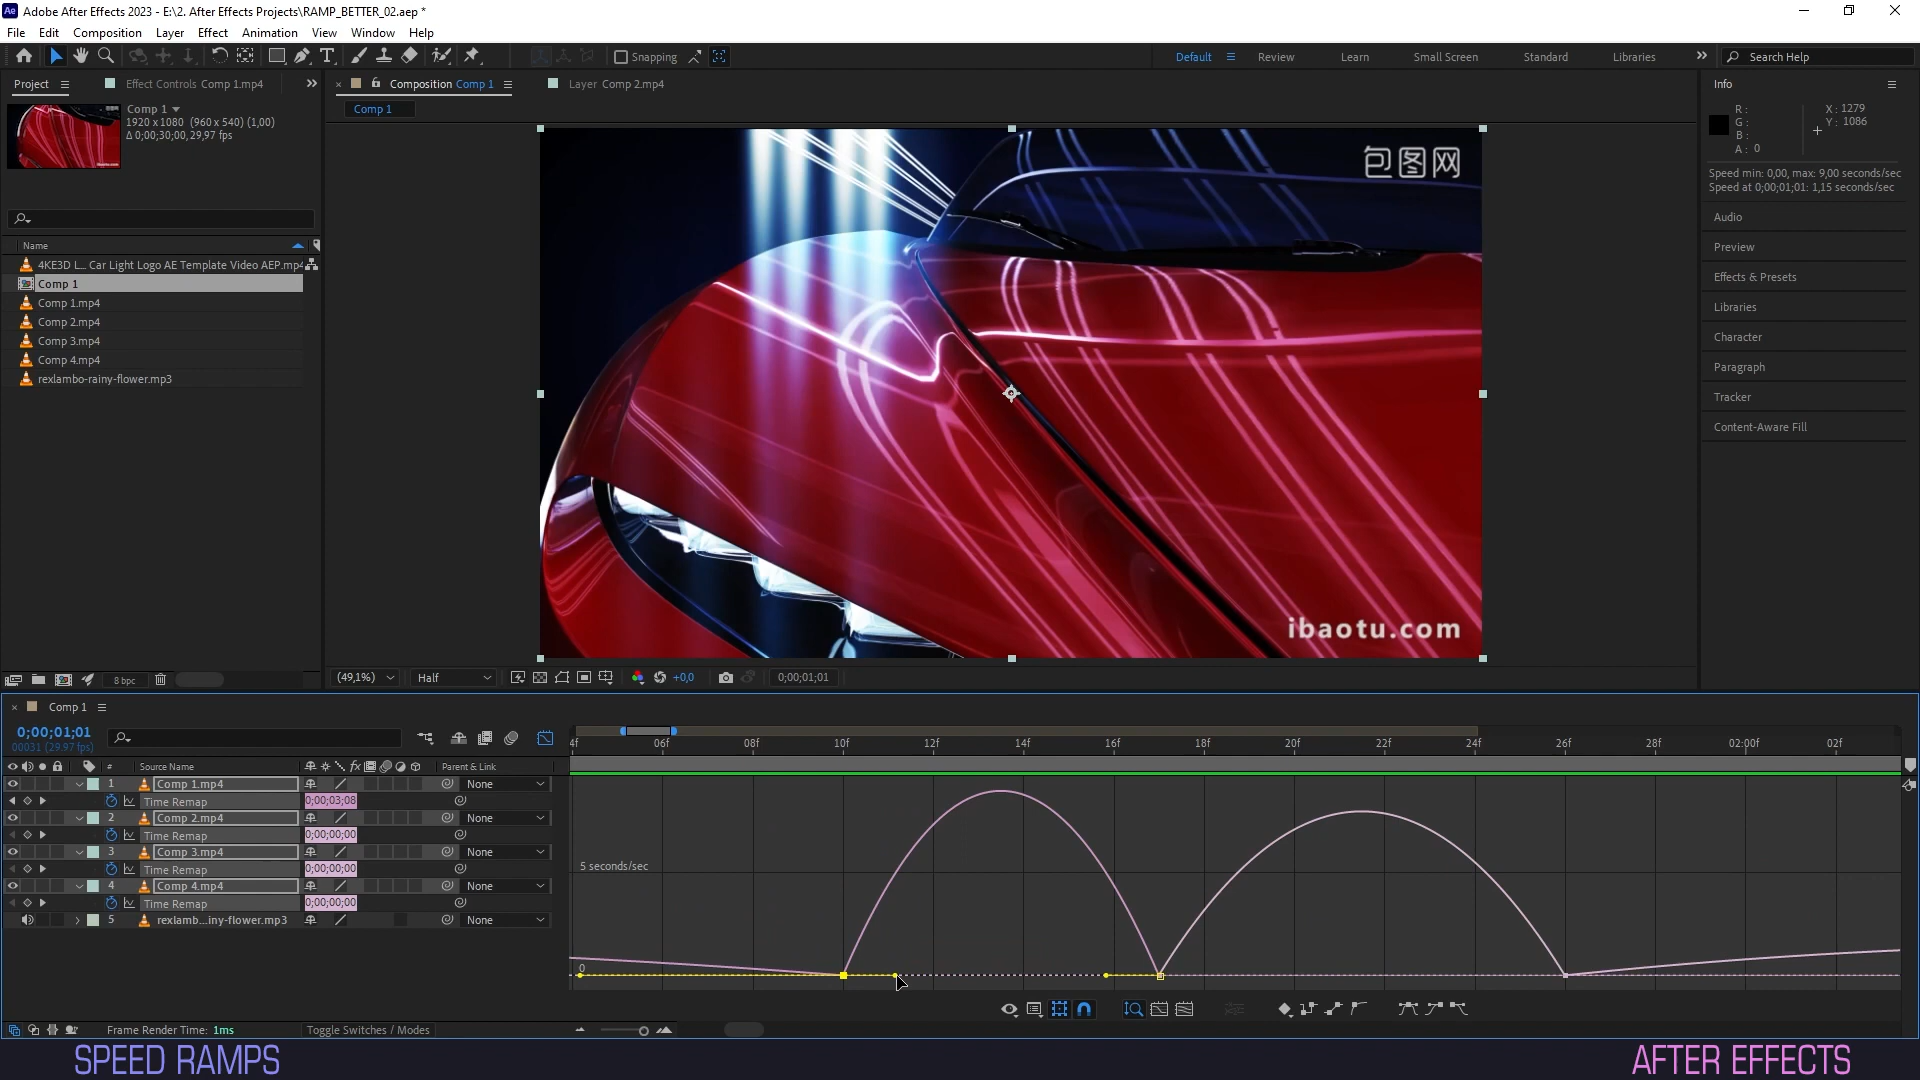 Adobe After Effects 2023 - E:\2. After Effects Projects\RAMP_BETTER_02.aep *
File Edit Composition Layer Effect Animation View Window Help
Snapping Default Review Learn Small Screen Standard Libraries Search Help
Project Effect Controls Comp 1.mp4 Composition Comp 1 Layer Comp 2.mp4 Info
Comp 1
1920 x 1080 (960 x 540) (1,00)
Δ 0;00;30;00, 29,97 fps
Comp 1
R :
G :
B :
A : 0
X : 1279
Y : 1086
Speed min: 0,00, max: 9,00 seconds/sec
Speed at 0;00;01;01: 1,15 seconds/sec
Audio
Preview
Effects & Presets
Libraries
Character
Paragraph
Tracker
Content-Aware Fill
Name
4KE3D L... Car Light Logo AE Template Video AEP.mp4
Comp 1
Comp 1.mp4
Comp 2.mp4
Comp 3.mp4
Comp 4.mp4
rexlambo-rainy-flower.mp3
包图网
ibaotu.com
8 bpc
(49,1%) Half +0,0 0;00;01;01
Comp 1
0;00;01;01
00031 (29.97 fps)
4f 06f 08f 10f 12f 14f 16f 18f 20f 22f 24f 26f 28f 02:00f 02f
# Source Name fx Parent & Link
1 Comp 1.mp4 None
Time Remap 0;00;03;08
2 Comp 2.mp4 None
Time Remap 0;00;00;00
3 Comp 3.mp4 None
Time Remap 0;00;00;00
4 Comp 4.mp4 None
Time Remap 0;00;00;00
5 rexlamb...iny-flower.mp3 None
5 seconds/sec
0
Frame Render Time: 1ms Toggle Switches / Modes
SPEED RAMPS AFTER EFFECTS